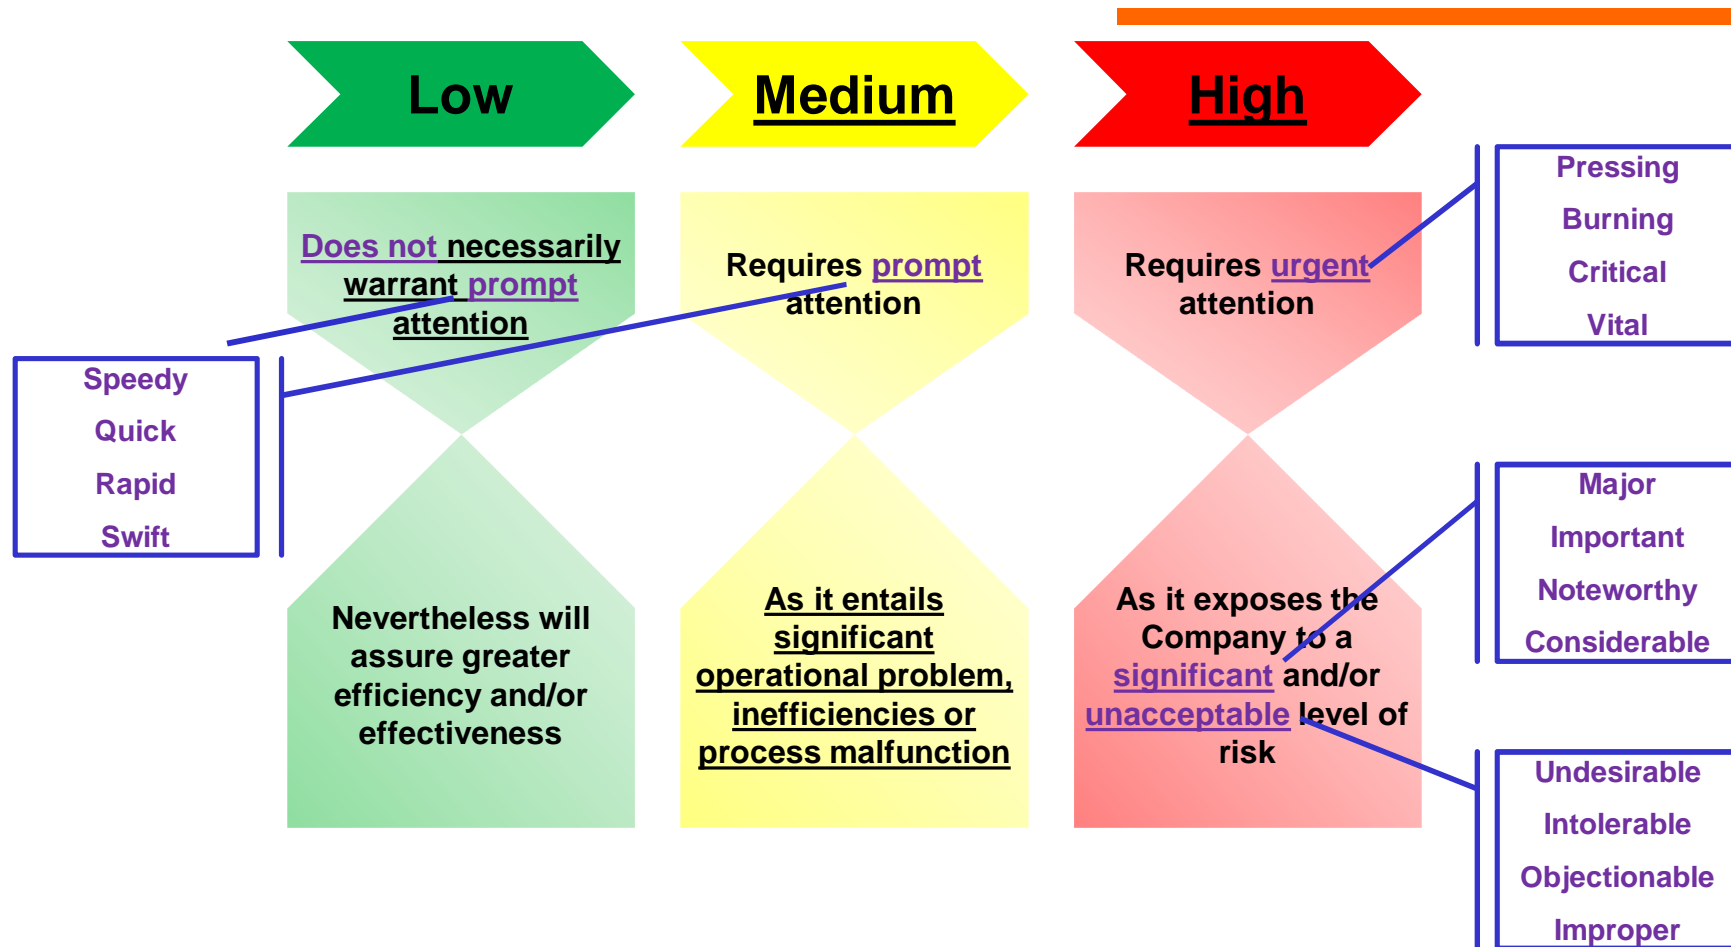 Low
Medium
High
Does not necessarily
warrant prompt
attention
Requires prompt
attention
Requires urgent
attention
Pressing
Burning
Critical
Vital
Speedy
Quick
Rapid
Swift
Nevertheless will
assure greater
efficiency and/or
effectiveness
As it entails
significant
operational problem,
inefficiencies or
process malfunction
As it exposes the
Company to a
significant and/or
unacceptable level of
risk
Major
Important
Noteworthy
Considerable
Undesirable
Intolerable
Objectionable
Improper